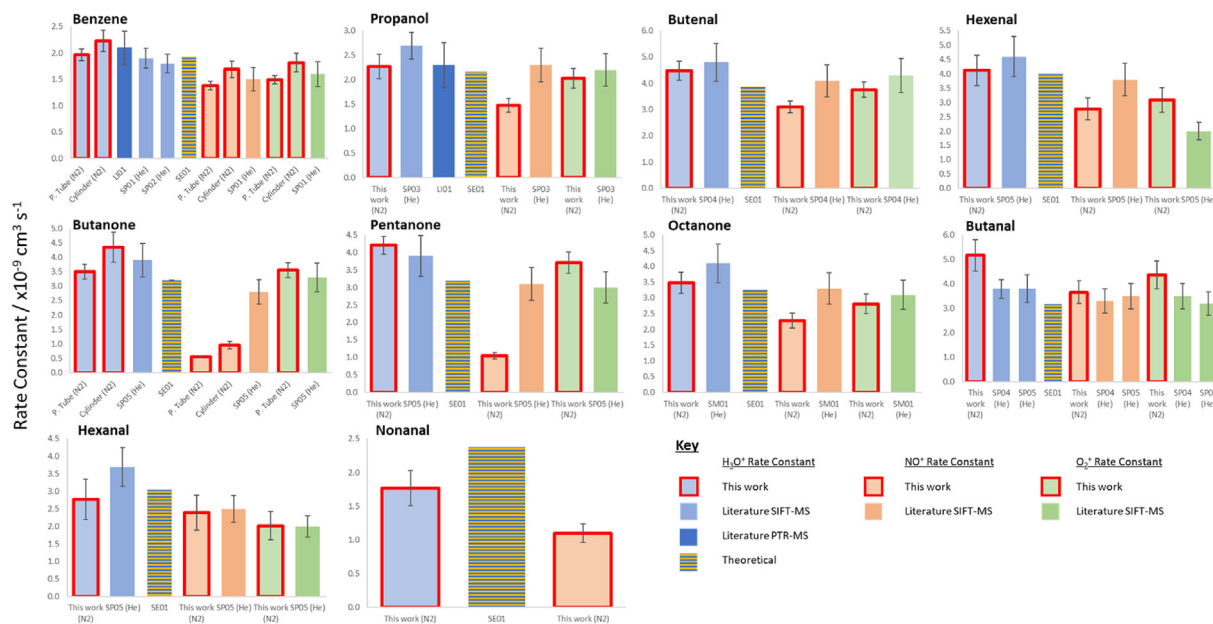 Rate Constant / x10⁻⁹ cm³ s⁻¹
Benzene
2.5
2.0
1.5
1.0
0.5
0.0
P. Tube (N2)
Cylinder (N2)
LI01
SP01 (He)
SP02 (He)
SE01
P. Tube (N2)
Cylinder (N2)
SP01 (He)
P. Tube (N2)
Cylinder (N2)
SP01 (He)
Propanol
3.0
2.5
2.0
1.5
1.0
0.5
0.0
This work (N2)
SP03 (He)
LI01
SE01
This work (N2)
SP03 (He)
This work (N2)
SP03 (He)
Butenal
6.0
5.0
4.0
3.0
2.0
1.0
0.0
This work (N2)
SP04 (He)
SE01
This work (N2)
SP04 (He)
This work (N2)
SP04 (He)
Hexenal
5.5
5.0
4.5
4.0
3.5
3.0
2.5
2.0
1.5
1.0
0.5
0.0
This work (N2)
SP05 (He)
SE01
This work (N2)
SP05 (He)
This work (N2)
SP05 (He)
Butanone
5.0
4.5
4.0
3.5
3.0
2.5
2.0
1.5
1.0
0.5
0.0
P. Tube (N2)
Cylinder (N2)
SP05 (He)
SE01
P. Tube (N2)
Cylinder (N2)
SP05 (He)
P. Tube (N2)
SP05 (He)
Pentanone
4.5
4.0
3.5
3.0
2.5
2.0
1.5
1.0
0.5
0.0
This work (N2)
SP05 (He)
SE01
This work (N2)
SP05 (He)
This work (N2)
SP05 (He)
Octanone
5.0
4.5
4.0
3.5
3.0
2.5
2.0
1.5
1.0
0.5
0.0
This work (N2)
SM01 (He)
SE01
This work (N2)
SM01 (He)
This work (N2)
SM01 (He)
Butanal
6.0
5.0
4.0
3.0
2.0
1.0
0.0
This work (N2)
SP04 (He)
SP05 (He)
SE01
This work (N2)
SP04 (He)
SP05 (He)
This work (N2)
SP04 (He)
SP0 (He)
Hexanal
4.5
4.0
3.5
3.0
2.5
2.0
1.5
1.0
0.5
0.0
This work (N2)
SP05 (He)
SE01
This work (N2)
SP05 (He)
This work (N2)
SP05 (He)
Nonanal
2.5
2.0
1.5
1.0
0.5
0.0
This work (N2)
SE01
This work (N2)
Key
H₃O⁺ Rate Constant
This work
Literature SIFT-MS
Literature PTR-MS
Theoretical
NO⁺ Rate Constant
This work
Literature SIFT-MS
O₂⁺ Rate Constant
This work
Literature SIFT-MS